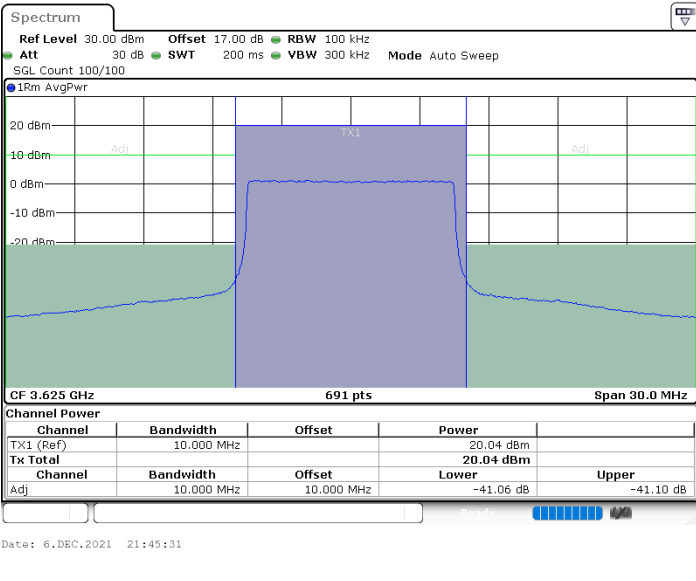 Spectrum
Ref Level 30.00 dBm Offset 17.00 dB RBW 100 kHz
Att 30 dB SWT 200 ms VBW 300 kHz Mode Auto Sweep
SGL Count 100/100
1Rm AvgPwr
20 dBm
TX1
Adj Adj
10 dBm
0 dBm
-10 dBm
-20 dBm
CF 3.625 GHz 691 pts Span 30.0 MHz
Channel Power
Channel Bandwidth Offset Power
TX1 (Ref) 10.000 MHz 20.04 dBm
Tx Total 20.04 dBm
Channel Bandwidth Offset Lower Upper
Adj 10.000 MHz 10.000 MHz -41.06 dB -41.10 dB
Ready
Date: 6.DEC.2021 21:45:31